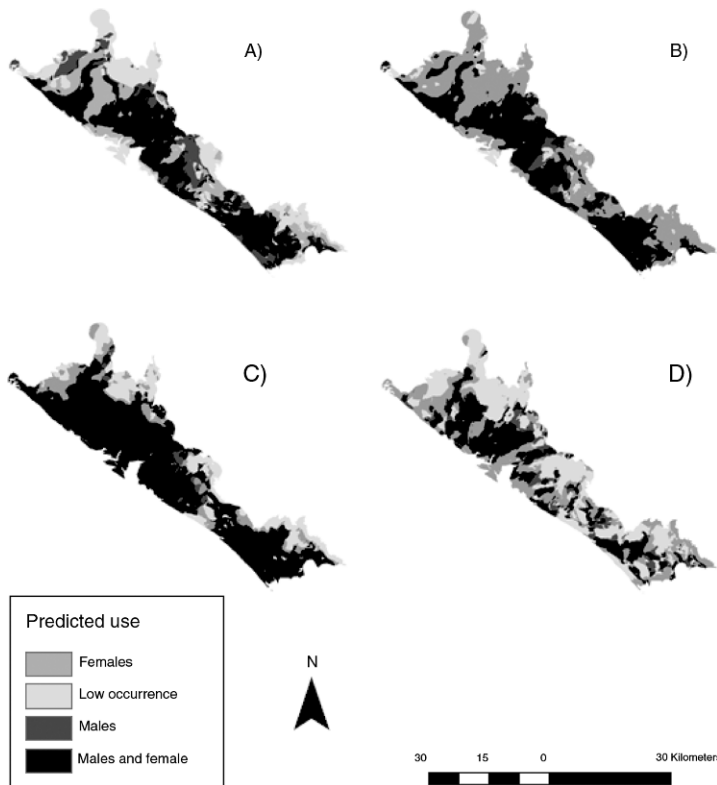 A)
B)
C)
D)
Predicted use
Females
Low occurrence
Males
Males and female
N
30 15 0 30 Kilometers